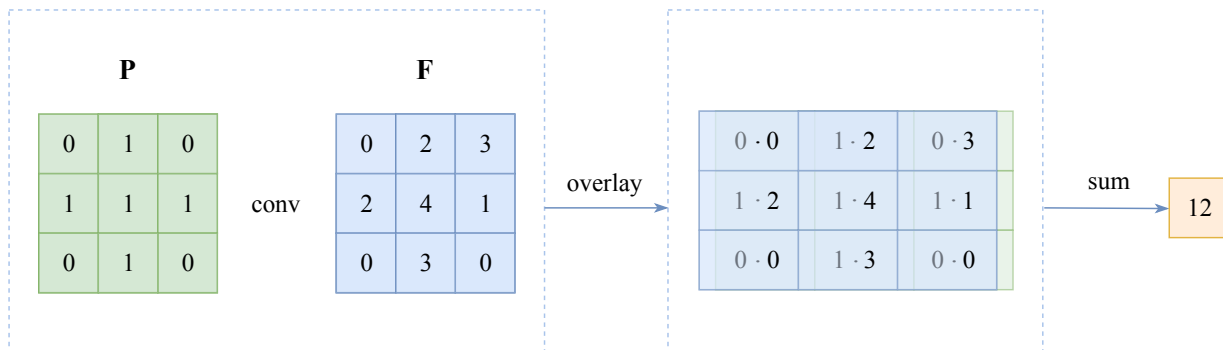 P
F
0 1 0
1 1 1
0 1 0
conv
0 2 3
2 4 1
0 3 0
overlay
0 · 0 1 · 2 0 · 3
1 · 2 1 · 4 1 · 1
0 · 0 1 · 3 0 · 0
sum
12